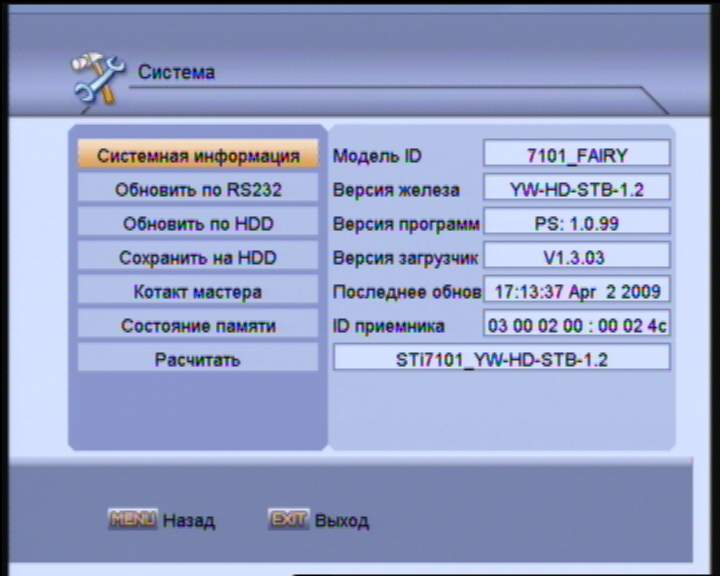 Система
Системная информация
Обновить по RS232
Обновить по HDD
Сохранить на HDD
Котакт мастера
Состояние памяти
Расчитать
Модель ID 7101_FAIRY
Версия железа YW-HD-STB-1.2
Версия программ PS: 1.0.99
Версия загрузчик V1.3.03
Последнее обнов 17:13:37 Apr 2 2009
ID приемника 03 00 02 00 : 00 02 4c
STi7101_YW-HD-STB-1.2
MENU Назад EXIT Выход